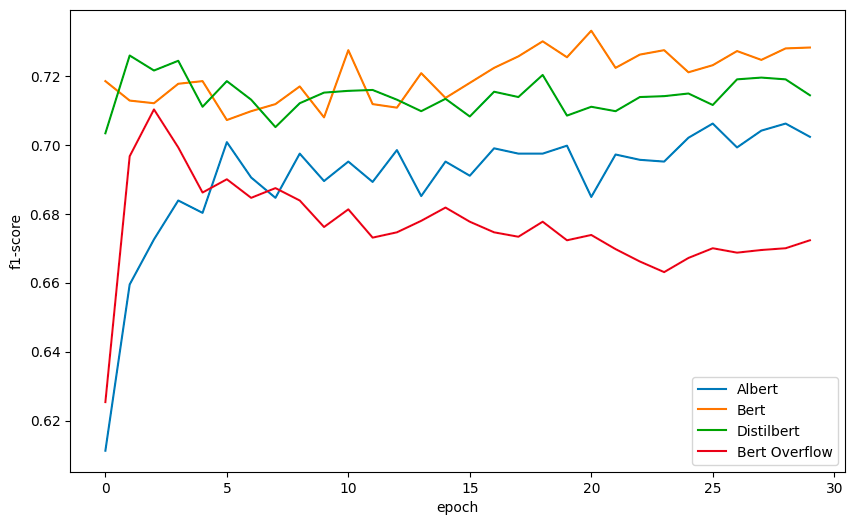 f1-score
0.72
0.70
0.68
0.66
0.64
0.62
0 5 10 15 20 25 30
epoch
Albert
Bert
Distilbert
Bert Overflow